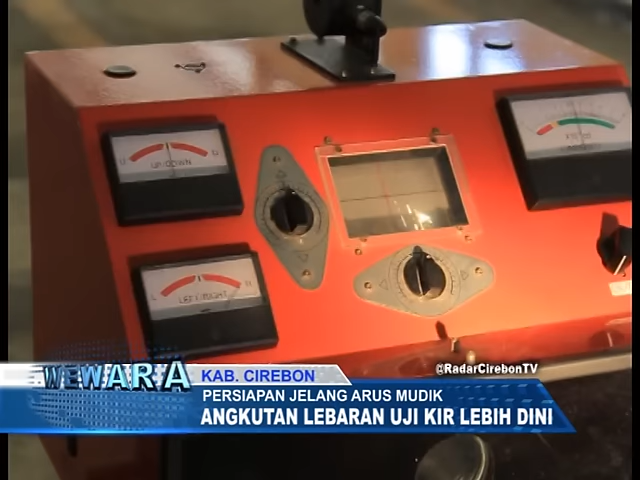 UP/DOWN
LEFT/RIGHT
@RadarCirebonTV
WEWARA
KAB. CIREBON
PERSIAPAN JELANG ARUS MUDIK
ANGKUTAN LEBARAN UJI KIR LEBIH DINI